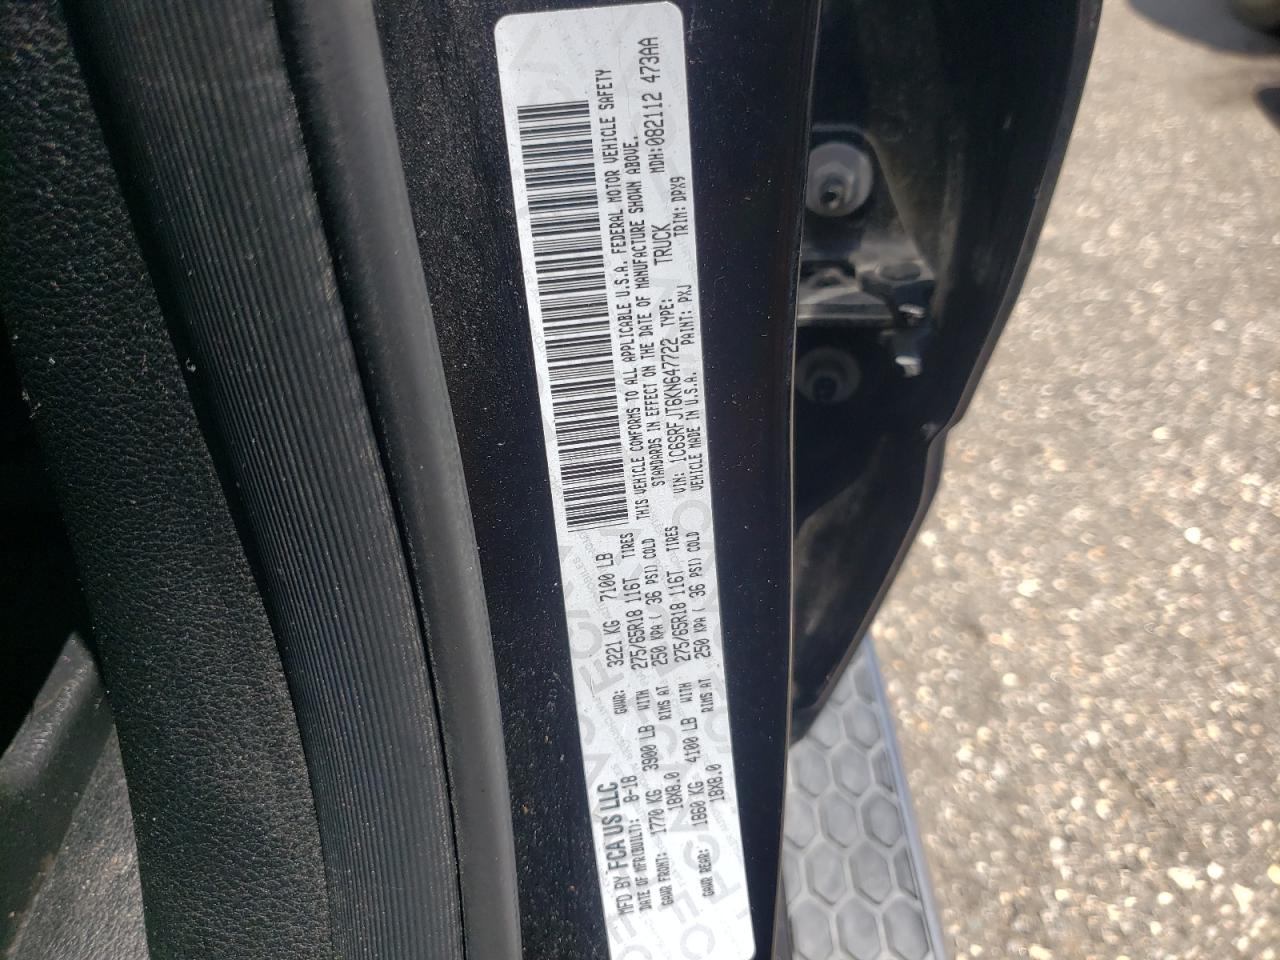 MFD BY FCA US LLC
DATE OF MFR(BUILT): 8-18 GVWR: 3221 KG 7100 LB
GAWR FRONT: 1770 KG 3900 LB WITH 275/65R18 116T TIRES
18X8.0 RIMS AT 250 KPA ( 36 PSI) COLD
GAWR REAR: 1860 KG 4100 LB WITH 275/65R18 116T TIRES
18X8.0 RIMS AT 250 KPA ( 36 PSI) COLD
THIS VEHICLE CONFORMS TO ALL APPLICABLE U.S.A. FEDERAL MOTOR VEHICLE SAFETY
STANDARDS IN EFFECT ON THE DATE OF MANUFACTURE SHOWN ABOVE.
VIN: 1C6SRFJT6KN647722 TYPE: TRUCK MDH:082112 473AA
VEHICLE MADE IN U.S.A. PAINT: PXJ TRIM: DPX9